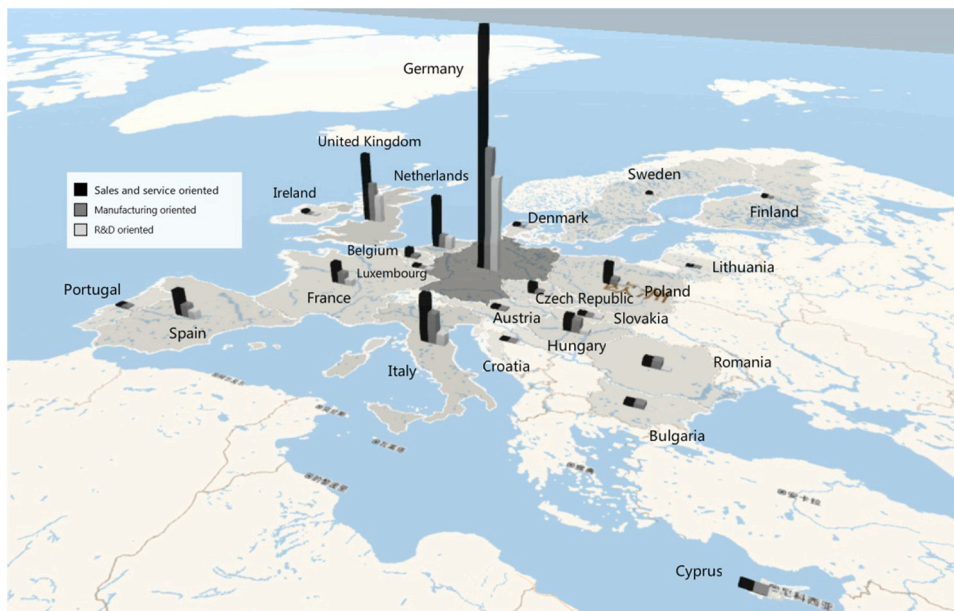 Germany
United Kingdom
Netherlands
Sweden
Sales and service oriented
Ireland
Finland
Manufacturing oriented
Denmark
R&D oriented
Belgium
Lithuania
Luxembourg
Portugal
France
Czech Republic
Poland
Spain
Austria
Slovakia
Hungary
Italy
Croatia
Romania
Bulgaria
Cyprus